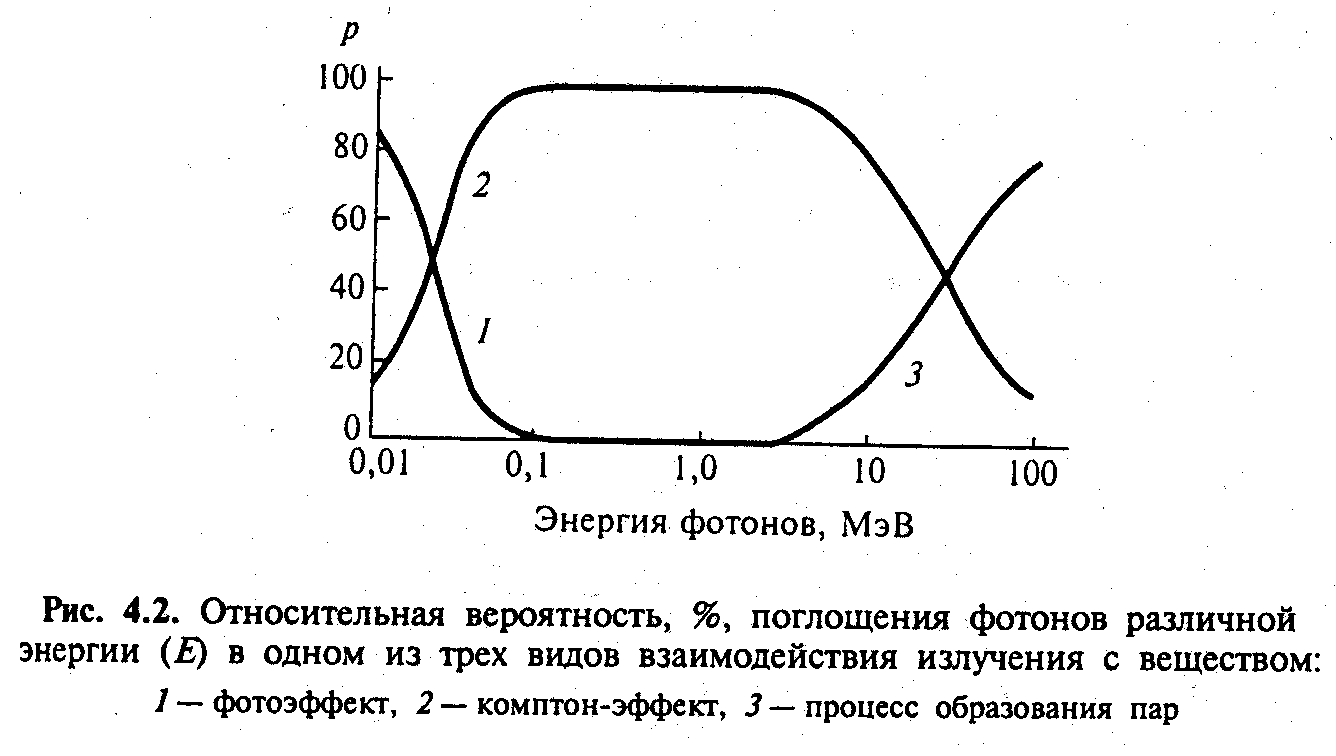 p
100
80
60
40
20
0
2
1
3
0,01 0,1 1,0 10 100
Энергия фотонов, МэВ
Рис. 4.2. Относительная вероятность, %, поглощения фотонов различной
энергии (E) в одном из трех видов взаимодействия излучения с веществом:
1 — фотоэффект, 2 — комптон-эффект, 3 — процесс образования пар